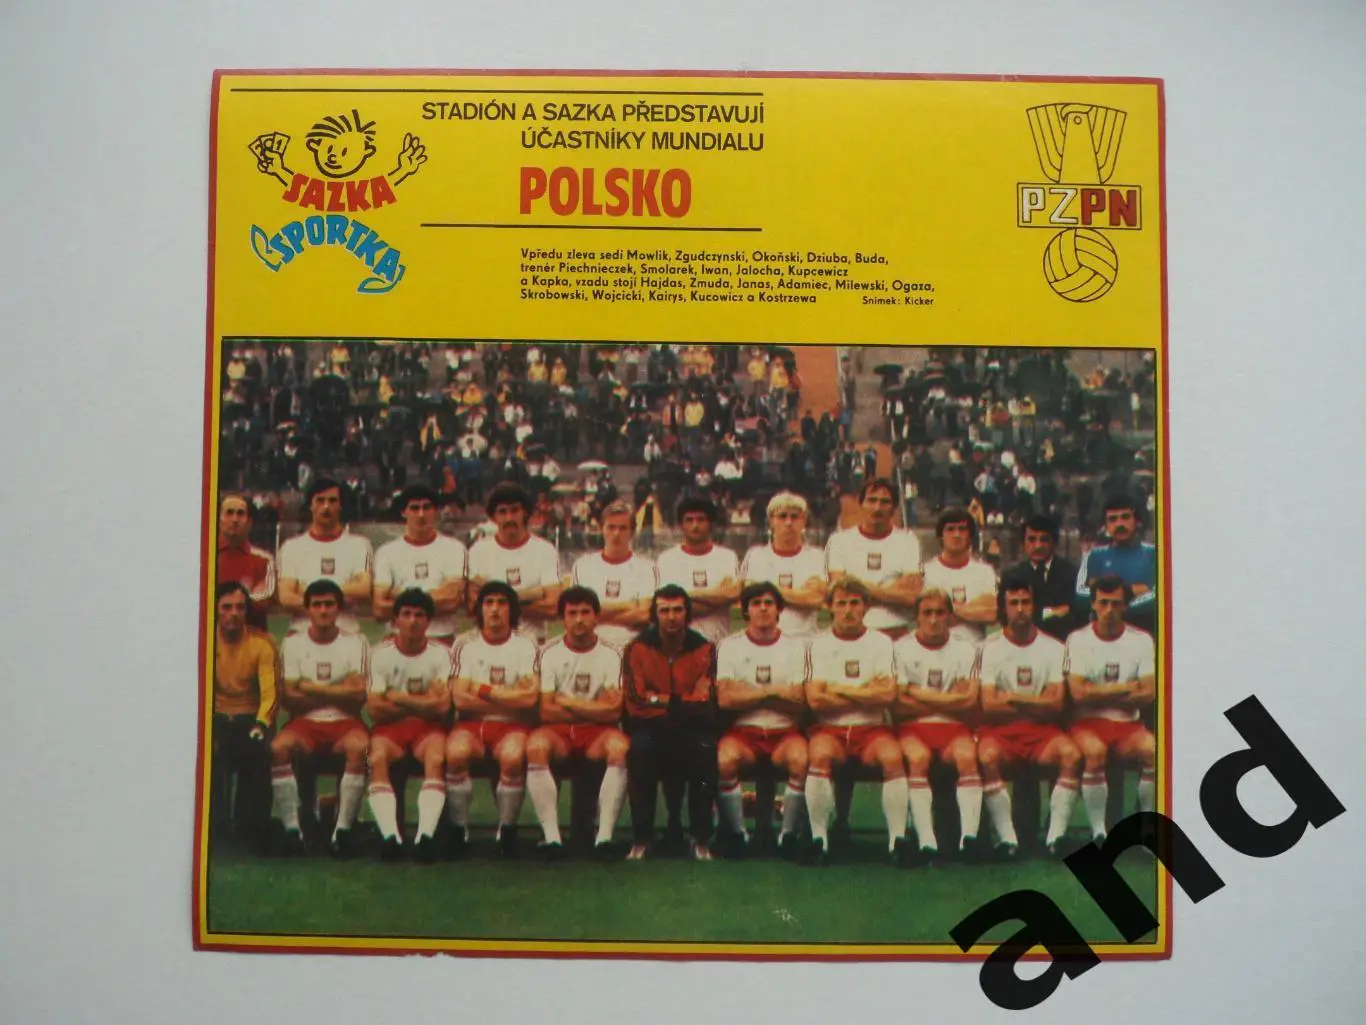 STADIÓN A SAZKA PŘEDSTAVUJÍ
ÚČASTNÍKY MUNDIALU
POLSKO
SAZKA
SPORTKA
PZPN
Vpředu zleva sedí Mowlik, Zgudczynski, Okoňski, Dziuba, Buda,
trenér Piechnieczek, Smolarek, Iwan, Jalocha, Kupcewicz
a Kapka, vzadu stojí Hajdas, Zmuda, Janas, Adamiec, Milewski, Ogaza,
Skrobowski, Wojcicki, Kairys, Kucowicz a Kostrzewa Snímek: Kicker
and